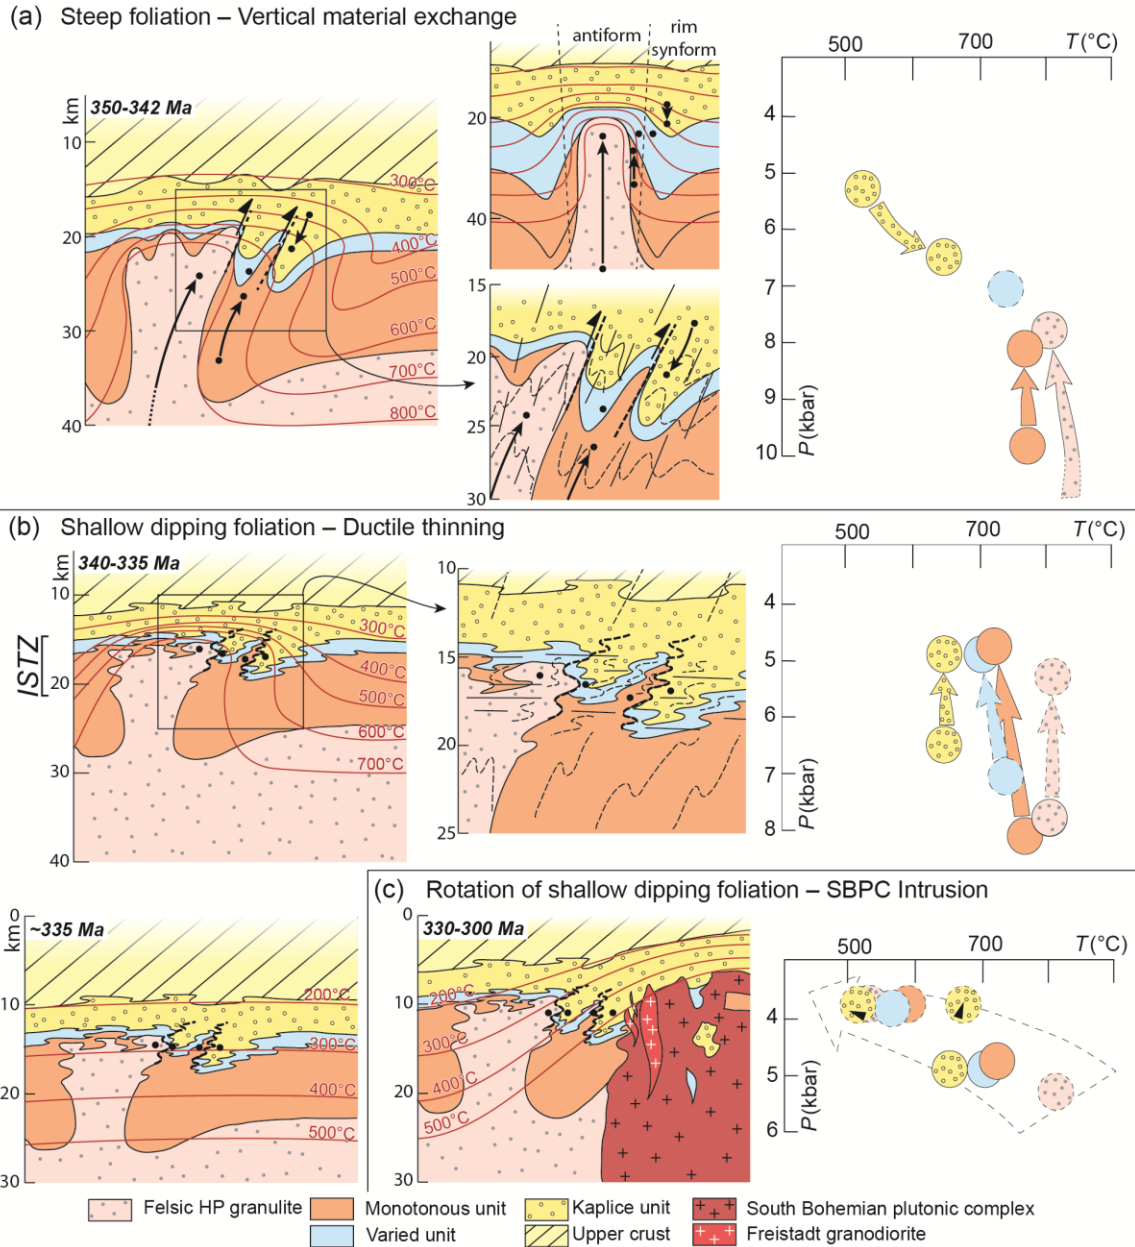 (a) Steep foliation – Vertical material exchange
350-342 Ma
km
10
20
30
40
300°C
400°C
500°C
600°C
700°C
800°C
antiform
rim
synform
20
40
15
20
25
30
500
700
T(°C)
4
5
6
7
8
9
10
P(kbar)
(b) Shallow dipping foliation – Ductile thinning
340-335 Ma
km
10
20
30
40
ISTZ
300°C
400°C
500°C
600°C
700°C
10
15
20
25
500
700
T(°C)
4
5
6
7
8
P(kbar)
~335 Ma
km
0
10
20
30
200°C
300°C
400°C
500°C
(c) Rotation of shallow dipping foliation – SBPC Intrusion
330-300 Ma
0
10
20
30
200°C
300°C
400°C
500°C
500
700
T(°C)
4
5
6
P(kbar)
Felsic HP granulite
Monotonous unit
Kaplice unit
South Bohemian plutonic complex
Varied unit
Upper crust
Freistadt granodiorite